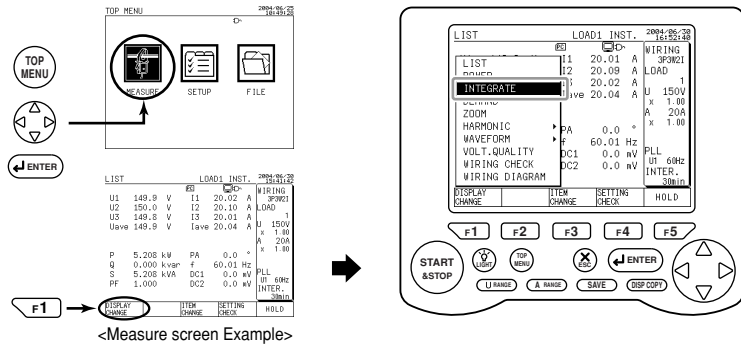 TOP MENU
2004/06/25
10:49:28
MEASURE
SETUP
FILE
TOP
MENU
ENTER
LIST
LOAD1 INST.
2004/06/30
15:41:42
PC
U1 149.9 V I1 20.02 A
U2 150.0 V I2 20.10 A
U3 149.8 V I3 20.01 A
Uave 149.9 V Iave 20.04 A
P 5.208 kW PA 0.0 °
Q 0.000 kvar f 60.01 Hz
S 5.208 kVA DC1 0.0 mV
PF 1.000 DC2 0.0 mV
WIRING
3P3W2I
LOAD
1
U 150V
x 1.00
A 20A
x 1.00
PLL
U1 60Hz
INTER.
30min
DISPLAY
CHANGE
ITEM
CHANGE
SETTING
CHECK
HOLD
F1
<Measure screen Example>
LIST
LOAD1 INST.
2004/06/30
16:52:40
PC
LIST
INTEGRATE
ZOOM
HARMONIC
WAVEFORM
VOLT.QUALITY
WIRING CHECK
WIRING DIAGRAM
I1 20.01 A
I2 20.09 A
20.02 A
ave 20.04 A
PA 0.0 °
f 60.01 Hz
DC1 0.0 mV
DC2 0.0 mV
WIRING
3P3W2I
LOAD
1
U 150V
x 1.00
A 20A
x 1.00
PLL
U1 60Hz
INTER.
30min
DISPLAY
CHANGE
ITEM
CHANGE
SETTING
CHECK
HOLD
F1
F2
F3
F4
F5
START
&STOP
LIGHT
TOP
MENU
ESC
ENTER
U RANGE
A RANGE
SAVE
DISP COPY